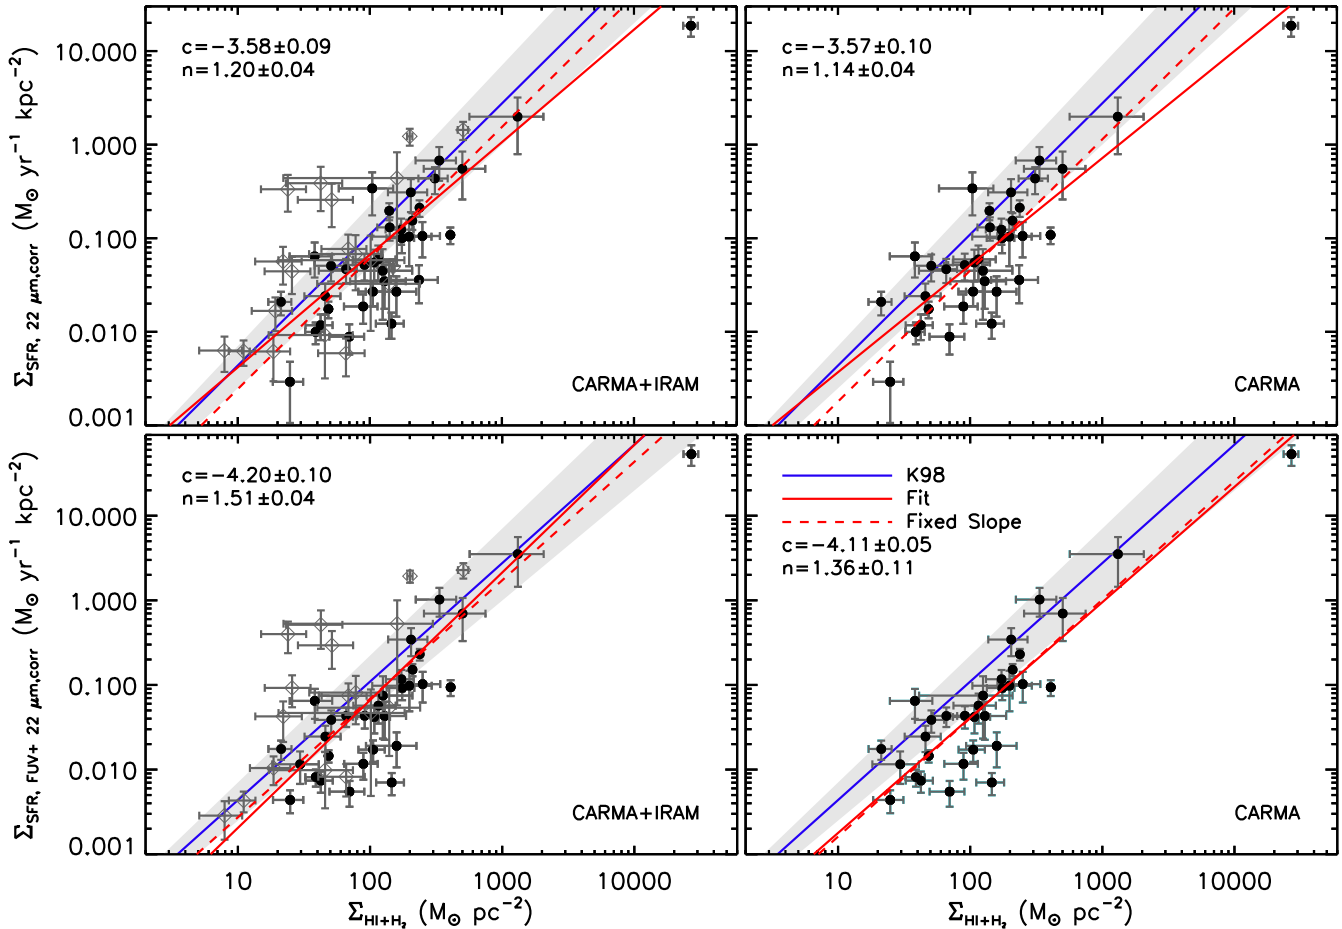 c=−3.58±0.09
n=1.20±0.04
CARMA+IRAM
10.000
1.000
0.100
0.010
0.001
Σ_SFR, 22 μm,corr (M⊙ yr⁻¹ kpc⁻²)
c=−3.57±0.10
n=1.14±0.04
CARMA
c=−4.20±0.10
n=1.51±0.04
CARMA+IRAM
10.000
1.000
0.100
0.010
0.001
Σ_SFR, FUV+ 22 μm,corr (M⊙ yr⁻¹ kpc⁻²)
10 100 1000 10000
Σ_HI+H₂ (M⊙ pc⁻²)
K98
Fit
Fixed Slope
c=−4.11±0.05
n=1.36±0.11
CARMA
10 100 1000 10000
Σ_HI+H₂ (M⊙ pc⁻²)